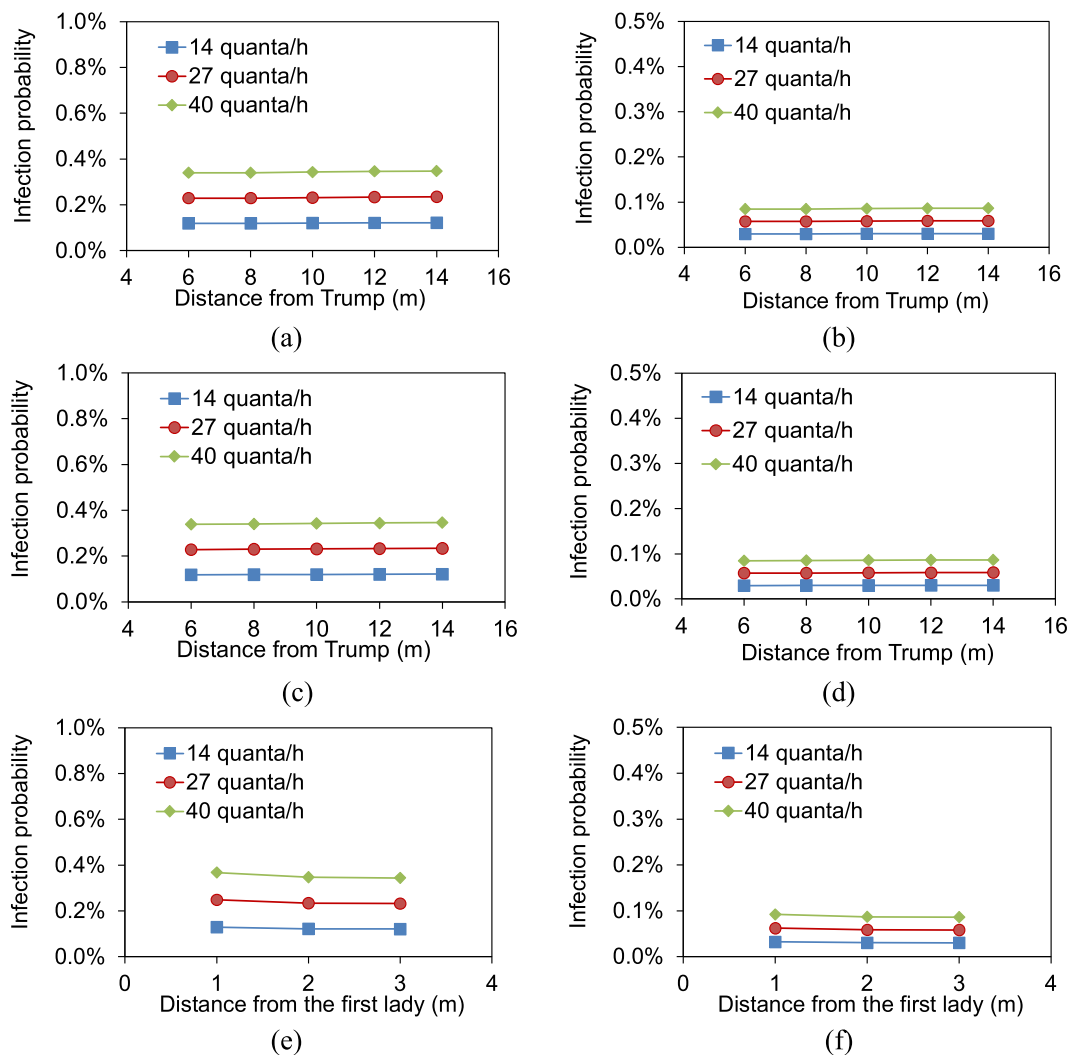 1.0%
0.8%
0.6%
0.4%
0.2%
0.0%
Infection probability
14 quanta/h
27 quanta/h
40 quanta/h
4 6 8 10 12 14 16
Distance from Trump (m)
(a)
0.5%
0.4%
0.3%
0.2%
0.1%
0.0%
Infection probability
14 quanta/h
27 quanta/h
40 quanta/h
4 6 8 10 12 14 16
Distance from Trump (m)
(b)
1.0%
0.8%
0.6%
0.4%
0.2%
0.0%
Infection probability
14 quanta/h
27 quanta/h
40 quanta/h
4 6 8 10 12 14 16
Distance from Trump (m)
(c)
0.5%
0.4%
0.3%
0.2%
0.1%
0.0%
Infection probability
14 quanta/h
27 quanta/h
40 quanta/h
4 6 8 10 12 14 16
Distance from Trump (m)
(d)
1.0%
0.8%
0.6%
0.4%
0.2%
0.0%
Infection probability
14 quanta/h
27 quanta/h
40 quanta/h
0 1 2 3 4
Distance from the first lady (m)
(e)
0.5%
0.4%
0.3%
0.2%
0.1%
0.0%
Infection probability
14 quanta/h
27 quanta/h
40 quanta/h
0 1 2 3 4
Distance from the first lady (m)
(f)